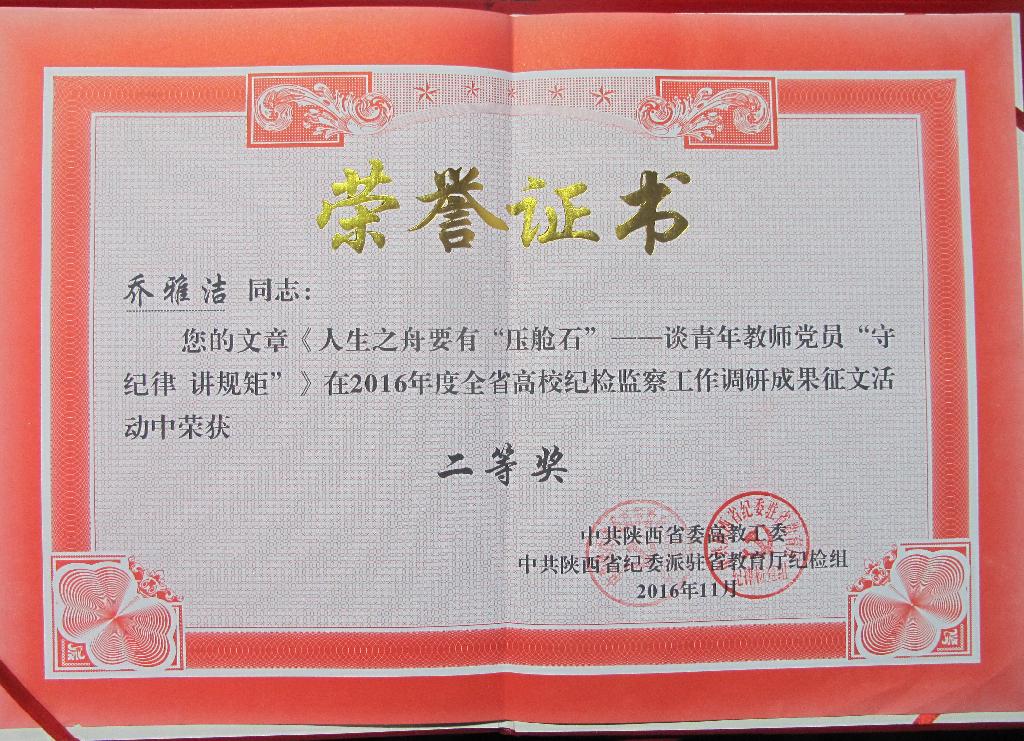 荣誉证书
乔雅洁 同志：
您的文章《人生之舟要有“压舱石”——谈青年教师党员“守
纪律 讲规矩”》在2016年度全省高校纪检监察工作调研成果征文活
动中荣获
二等奖
中共陕西省委高教工委
中共陕西省纪委派驻省教育厅纪检组
2016年11月